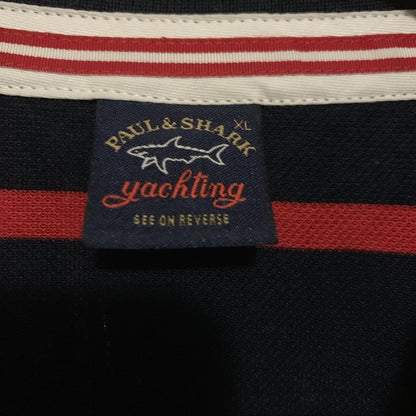 PAUL & SHARK
XL
yachting
SEE ON REVERSE